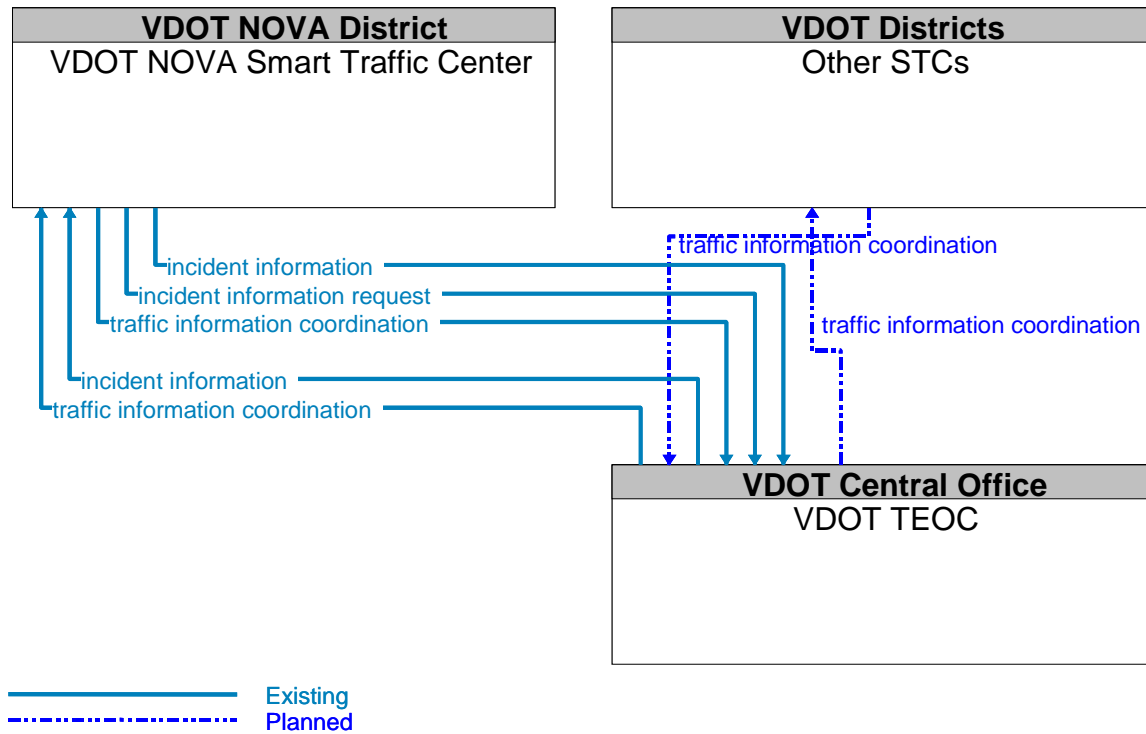 VDOT NOVA District
VDOT NOVA Smart Traffic Center
VDOT Districts
Other STCs
traffic information coordination
incident information
incident information request
traffic information coordination
traffic information coordination
incident information
traffic information coordination
VDOT Central Office
VDOT TEOC
Existing
Planned